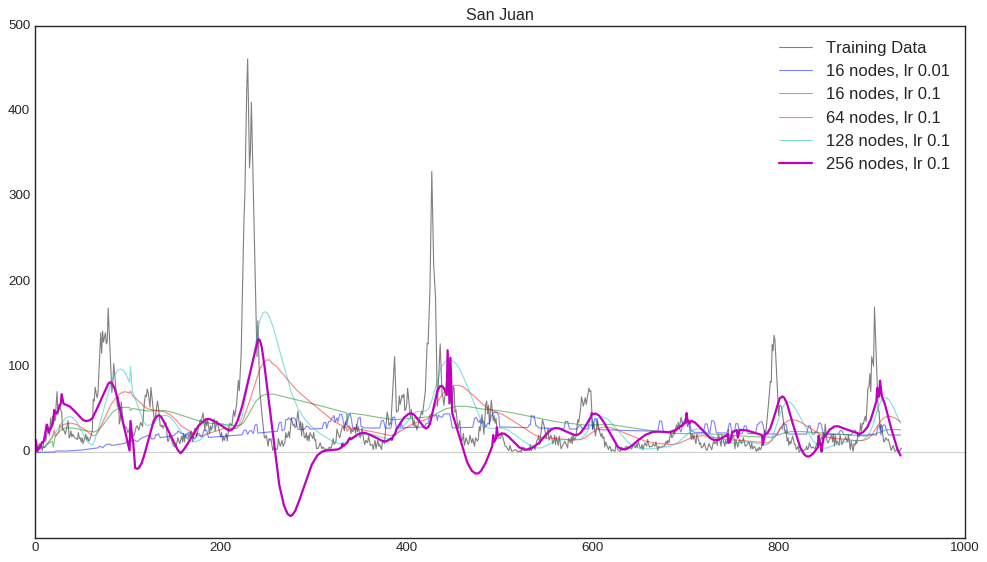 San Juan
500
400
300
200
100
0
0 200 400 600 800 1000
Training Data
16 nodes, lr 0.01
16 nodes, lr 0.1
64 nodes, lr 0.1
128 nodes, lr 0.1
256 nodes, lr 0.1